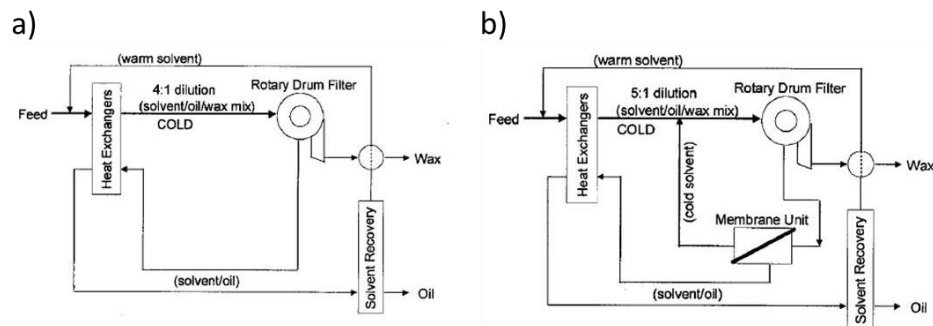 a)
(warm solvent)
Rotary Drum Filter
4:1 dilution
(solvent/oil/wax mix)
Feed
COLD
Heat Exchangers
Wax
Solvent Recovery
(solvent/oil)
Oil
b)
(warm solvent)
Rotary Drum Filter
5:1 dilution
(solvent/oil/wax mix)
Feed
COLD
Heat Exchangers
Wax
(cold solvent)
Membrane Unit
Solvent Recovery
(solvent/oil)
Oil